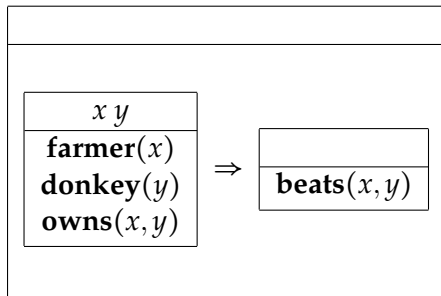 x y
farmer(x)
donkey(y)
owns(x, y)
⇒
beats(x, y)